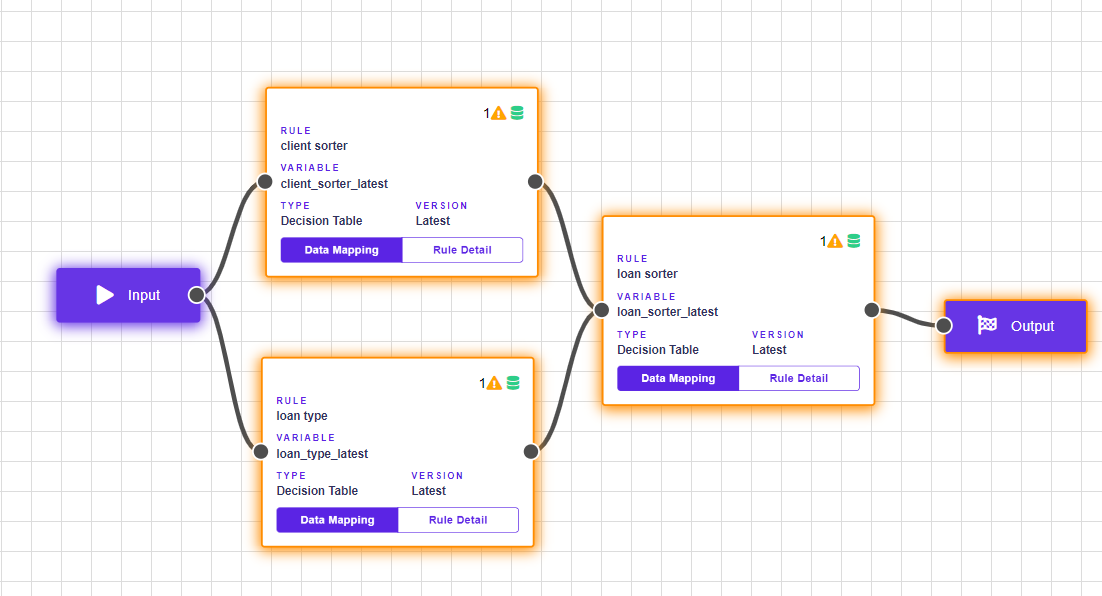 Input
1
RULE
client sorter
VARIABLE
client_sorter_latest
TYPE VERSION
Decision Table Latest
Data Mapping Rule Detail
1
RULE
loan type
VARIABLE
loan_type_latest
TYPE VERSION
Decision Table Latest
Data Mapping Rule Detail
1
RULE
loan sorter
VARIABLE
loan_sorter_latest
TYPE VERSION
Decision Table Latest
Data Mapping Rule Detail
Output